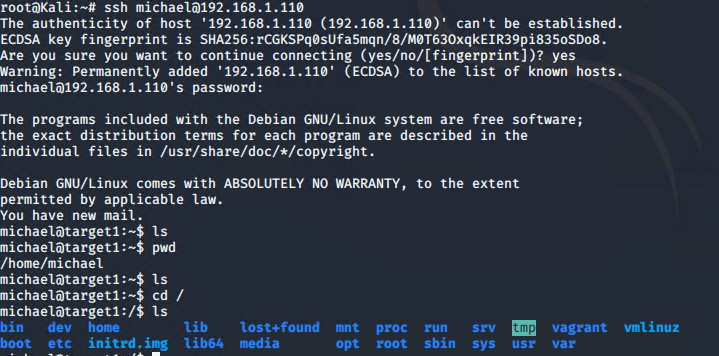 root@Kali:~# ssh michael@192.168.1.110
The authenticity of host '192.168.1.110 (192.168.1.110)' can't be established.
ECDSA key fingerprint is SHA256:rCGKSPq0sUfa5mqn/8/M0T63OxqkEIR39pi835oSDo8.
Are you sure you want to continue connecting (yes/no/[fingerprint])? yes
Warning: Permanently added '192.168.1.110' (ECDSA) to the list of known hosts.
michael@192.168.1.110's password:
The programs included with the Debian GNU/Linux system are free software;
the exact distribution terms for each program are described in the
individual files in /usr/share/doc/*/copyright.
Debian GNU/Linux comes with ABSOLUTELY NO WARRANTY, to the extent
permitted by applicable law.
You have new mail.
michael@target1:~$ ls
michael@target1:~$ pwd
/home/michael
michael@target1:~$ ls
michael@target1:~$ cd /
michael@target1:/$ ls
bin dev home lib lost+found mnt proc run srv tmp vagrant vmlinuz
boot etc initrd.img lib64 media opt root sbin sys usr var
michael@target1:/$